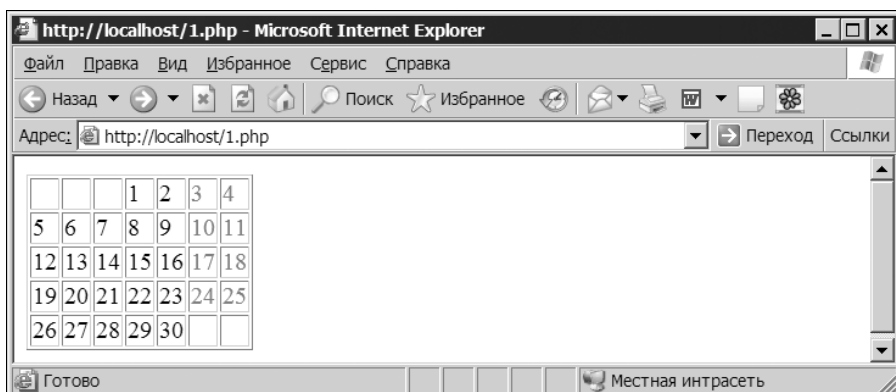 http://localhost/1.php - Microsoft Internet Explorer
Файл Правка Вид Избранное Сервис Справка
Назад Поиск Избранное W
Адрес: http://localhost/1.php Переход Ссылки
1 2 3 4
5 6 7 8 9 10 11
12 13 14 15 16 17 18
19 20 21 22 23 24 25
26 27 28 29 30
Готово Местная интрасеть